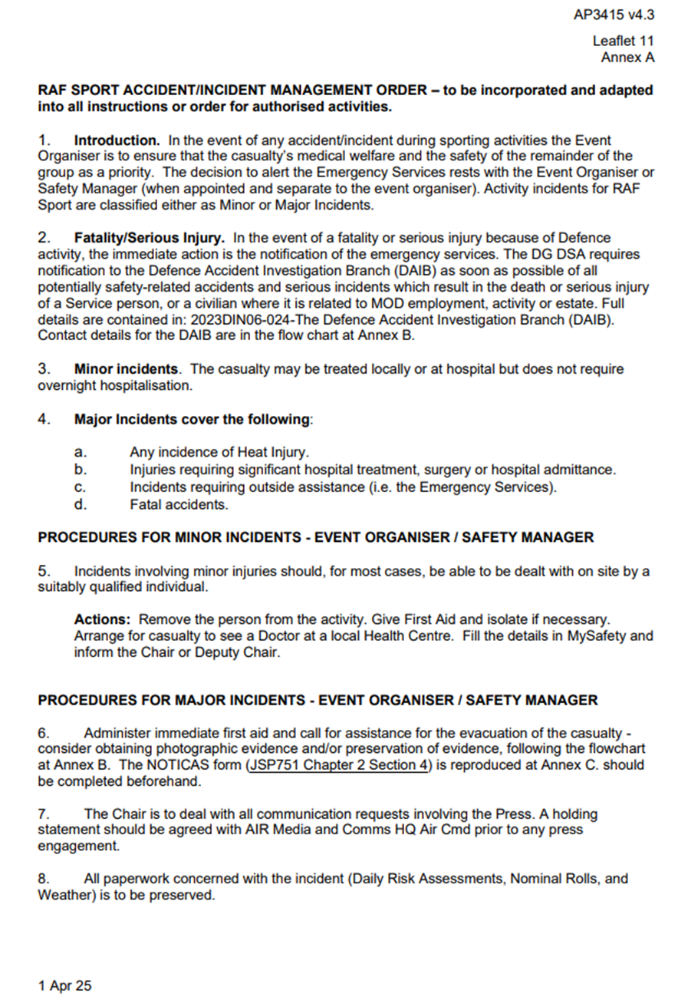 AP3415 v4.3
Leaflet 11
Annex A
RAF SPORT ACCIDENT/INCIDENT MANAGEMENT ORDER – to be incorporated and adapted
into all instructions or order for authorised activities.
1. Introduction. In the event of any accident/incident during sporting activities the Event
Organiser is to ensure that the casualty's medical welfare and the safety of the remainder of the
group as a priority. The decision to alert the Emergency Services rests with the Event Organiser or
Safety Manager (when appointed and separate to the event organiser). Activity incidents for RAF
Sport are classified either as Minor or Major Incidents.
2. Fatality/Serious Injury. In the event of a fatality or serious injury because of Defence
activity, the immediate action is the notification of the emergency services. The DG DSA requires
notification to the Defence Accident Investigation Branch (DAIB) as soon as possible of all
potentially safety-related accidents and serious incidents which result in the death or serious injury
of a Service person, or a civilian where it is related to MOD employment, activity or estate. Full
details are contained in: 2023DIN06-024-The Defence Accident Investigation Branch (DAIB).
Contact details for the DAIB are in the flow chart at Annex B.
3. Minor incidents. The casualty may be treated locally or at hospital but does not require
overnight hospitalisation.
4. Major Incidents cover the following:
a. Any incidence of Heat Injury.
b. Injuries requiring significant hospital treatment, surgery or hospital admittance.
c. Incidents requiring outside assistance (i.e. the Emergency Services).
d. Fatal accidents.
PROCEDURES FOR MINOR INCIDENTS - EVENT ORGANISER / SAFETY MANAGER
5. Incidents involving minor injuries should, for most cases, be able to be dealt with on site by a
suitably qualified individual.
Actions: Remove the person from the activity. Give First Aid and isolate if necessary.
Arrange for casualty to see a Doctor at a local Health Centre. Fill the details in MySafety and
inform the Chair or Deputy Chair.
PROCEDURES FOR MAJOR INCIDENTS - EVENT ORGANISER / SAFETY MANAGER
6. Administer immediate first aid and call for assistance for the evacuation of the casualty -
consider obtaining photographic evidence and/or preservation of evidence, following the flowchart
at Annex B. The NOTICAS form (JSP751 Chapter 2 Section 4) is reproduced at Annex C. should
be completed beforehand.
7. The Chair is to deal with all communication requests involving the Press. A holding
statement should be agreed with AIR Media and Comms HQ Air Cmd prior to any press
engagement.
8. All paperwork concerned with the incident (Daily Risk Assessments, Nominal Rolls, and
Weather) is to be preserved.
1 Apr 25